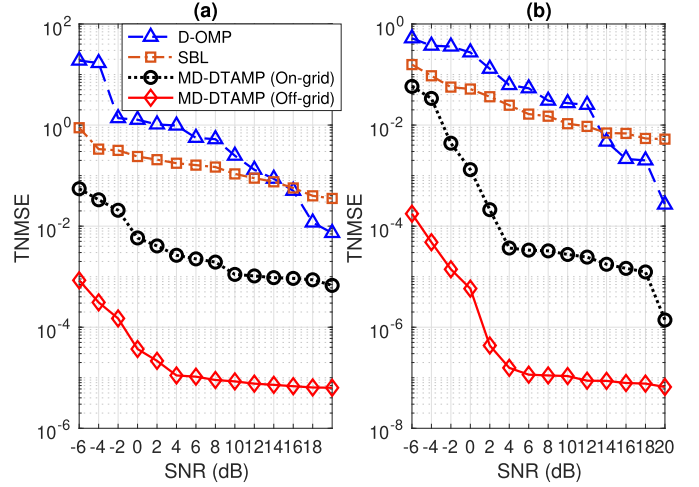 (a)
(b)
D-OMP
SBL
MD-DTAMP (On-grid)
MD-DTAMP (Off-grid)
10^2
10^0
10^-2
10^-4
10^-6
TNMSE
-6 -4 -2 0 2 4 6 8 10 12 14 16 18
SNR (dB)
10^0
10^-2
10^-4
10^-6
10^-8
TNMSE
-6 -4 -2 0 2 4 6 8 10 12 14 16 18 20
SNR (dB)